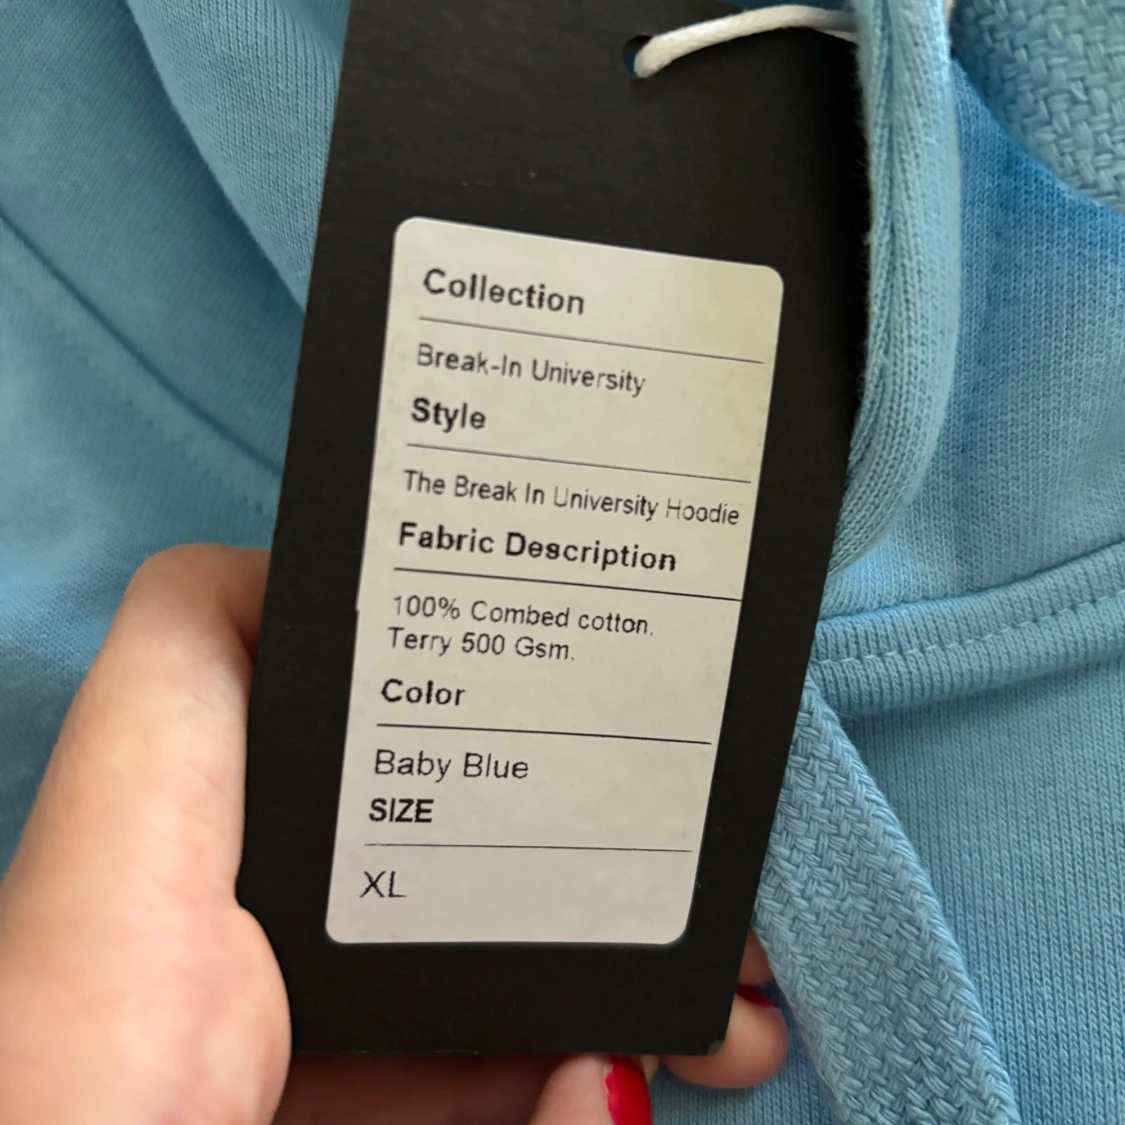 Collection
Break-In University
Style
The Break In University Hoodie
Fabric Description
100% Combed cotton.
Terry 500 Gsm.
Color
Baby Blue
SIZE
XL